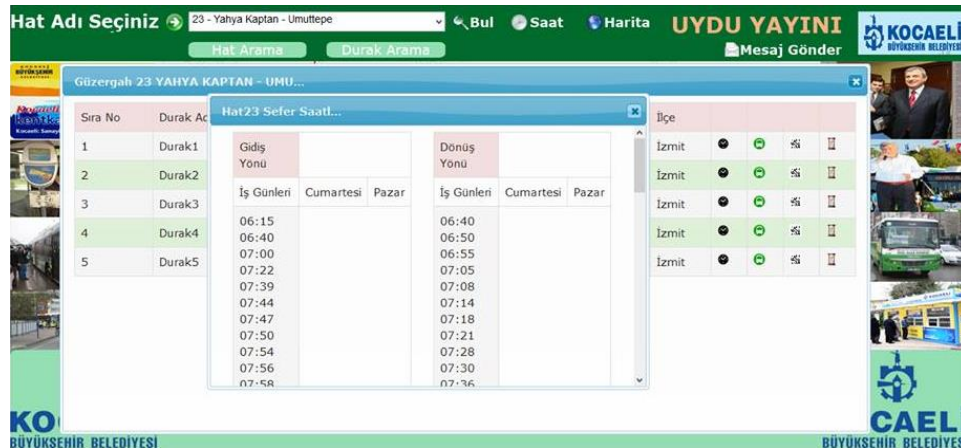 Hat Adı Seçiniz
23 - Yahya Kaptan - Umuttepe
Bul
Saat
Harita
UYDU YAYINI
KOCAELİ
BÜYÜKŞEHİR BELEDİYESİ
Hat Arama
Durak Arama
Mesaj Gönder
Güzergah 23 YAHYA KAPTAN - UMU...
Sıra No Durak Ad İlçe
1 Durak1 İzmit
2 Durak2 İzmit
3 Durak3 İzmit
4 Durak4 İzmit
5 Durak5 İzmit
Hat23 Sefer Saatl...
Gidiş Yönü
İş Günleri Cumartesi Pazar
06:15
06:40
07:00
07:22
07:39
07:44
07:47
07:50
07:54
07:56
07:58
Dönüş Yönü
İş Günleri Cumartesi Pazar
06:40
06:50
06:55
07:05
07:08
07:14
07:18
07:21
07:28
07:30
07:36
KO
BÜYÜKŞEHİR BELEDİYESİ
CAEL
BÜYÜKŞEHİR BELEDİYES